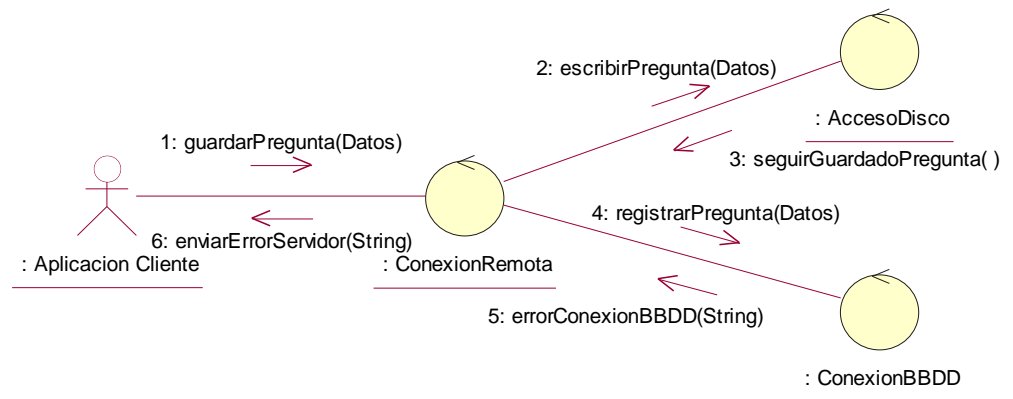 2: escribirPregunta(Datos)
: AccesoDisco
1: guardarPregunta(Datos)
3: seguirGuardadoPregunta( )
4: registrarPregunta(Datos)
6: enviarErrorServidor(String)
: Aplicacion Cliente
: ConexionRemota
5: errorConexionBBDD(String)
: ConexionBBDD